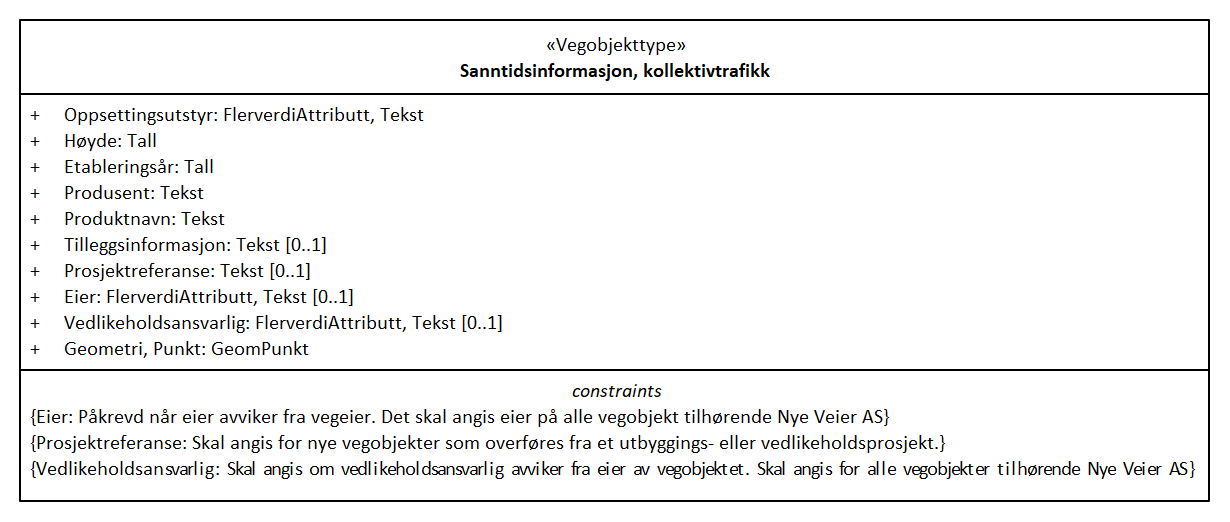 «Vegobjekttype»
Sanntidsinformasjon, kollektivtrafikk
+ Oppsettingsutstyr: FlerverdiAttributt, Tekst
+ Høyde: Tall
+ Etableringsår: Tall
+ Produsent: Tekst
+ Produktnavn: Tekst
+ Tilleggsinformasjon: Tekst [0..1]
+ Prosjektreferanse: Tekst [0..1]
+ Eier: FlerverdiAttributt, Tekst [0..1]
+ Vedlikeholdsansvarlig: FlerverdiAttributt, Tekst [0..1]
+ Geometri, Punkt: GeomPunkt
constraints
{Eier: Påkrevd når eier avviker fra vegeier. Det skal angis eier på alle vegobjekt tilhørende Nye Veier AS}
{Prosjektreferanse: Skal angis for nye vegobjekter som overføres fra et utbyggings- eller vedlikeholdsprosjekt.}
{Vedlikeholdsansvarlig: Skal angis om vedlikeholdsansvarlig avviker fra eier av vegobjektet. Skal angis for alle vegobjekter tilhørende Nye Veier AS}